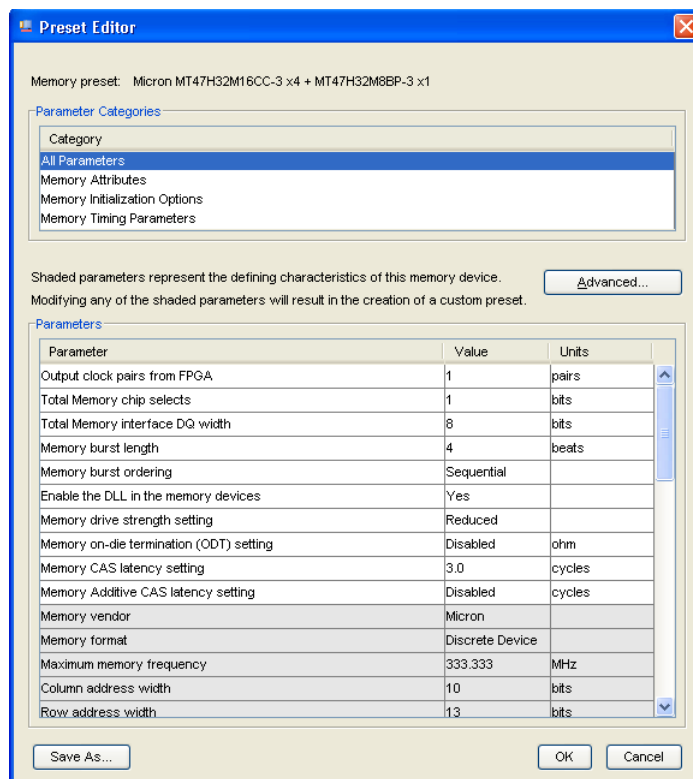 Preset Editor
Memory preset: Micron MT47H32M16CC-3 x4 + MT47H32M8BP-3 x1
Parameter Categories
Category
All Parameters
Memory Attributes
Memory Initialization Options
Memory Timing Parameters
Shaded parameters represent the defining characteristics of this memory device.
Modifying any of the shaded parameters will result in the creation of a custom preset.
Advanced...
Parameters
Parameter Value Units
Output clock pairs from FPGA 1 pairs
Total Memory chip selects 1 bits
Total Memory interface DQ width 8 bits
Memory burst length 4 beats
Memory burst ordering Sequential
Enable the DLL in the memory devices Yes
Memory drive strength setting Reduced
Memory on-die termination (ODT) setting Disabled ohm
Memory CAS latency setting 3.0 cycles
Memory Additive CAS latency setting Disabled cycles
Memory vendor Micron
Memory format Discrete Device
Maximum memory frequency 333.333 MHz
Column address width 10 bits
Row address width 13 bits
Save As... OK Cancel